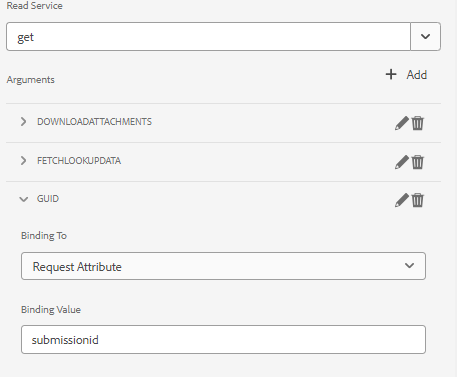 Read Service
get
Arguments
Add
DOWNLOADATTACHMENTS
FETCHLOOKUPDATA
GUID
Binding To
Request Attribute
Binding Value
submissionid